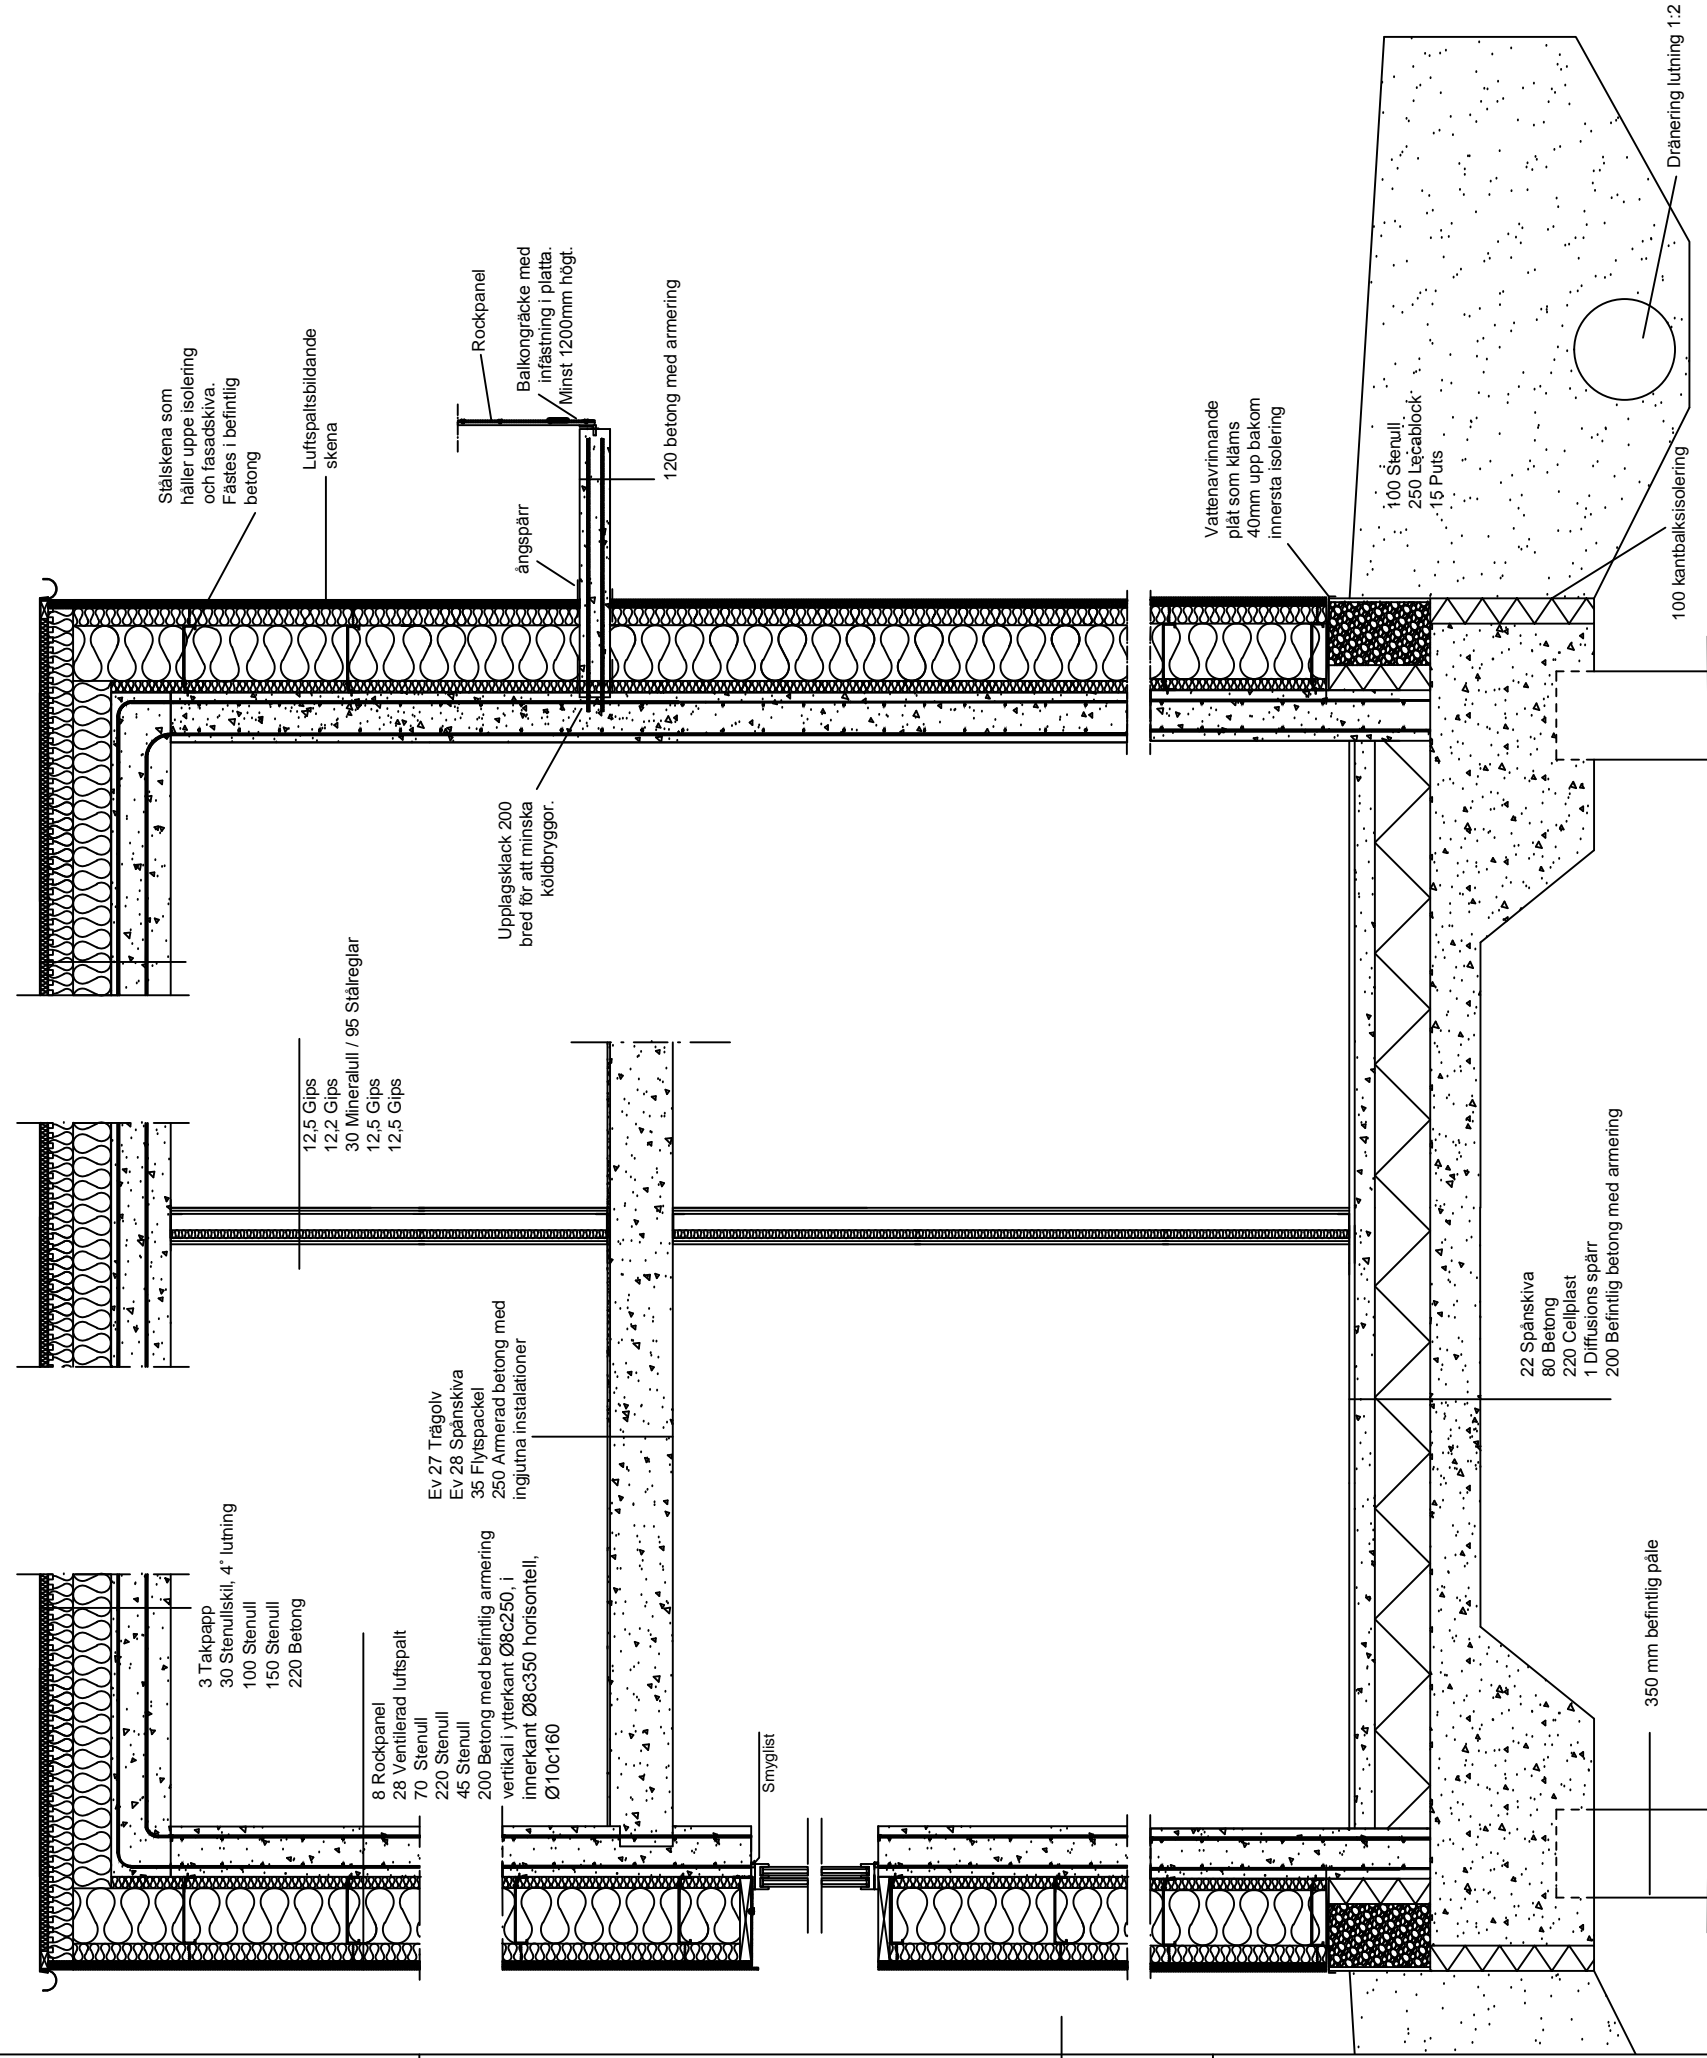 Stålskena som
håller uppe isolering
och fasadskiva.
Fästes i befintlig
betong
Luftspaltsbildande
skena
Rockpanel
Balkongräcke med
infästning i platta.
Minst 1200mm högt.
ångspärr
120 betong med armering
Upplagsklack 200
bred för att minska
köldbryggor.
Vattenavrinnande
plåt som kläms
40mm upp bakom
innersta isolering
100 Stenull
250 Lecablock
15 Puts
100 kantbalksisolering
Dränering lutning 1:2
12,5 Gips
12,2 Gips
30 Mineralull / 95 Stålreglar
12,5 Gips
12,5 Gips
Ev 27 Trägolv
Ev 28 Spånskiva
35 Flytspackel
250 Armerad betong med
ingjutna instalationer
3 Takpapp
30 Stenullskil, 4° lutning
100 Stenull
150 Stenull
220 Betong
8 Rockpanel
28 Ventilerad luftspalt
70 Stenull
220 Stenull
45 Stenull
200 Betong med befintlig armering
vertikal i ytterkant Ø8c250, i
innerkant Ø8c350 horisontell,
Ø10c160
Smyglist
22 Spånskiva
80 Betong
220 Cellplast
1 Diffusions spärr
200 Befintlig betong med armering
350 mm befintlig påle